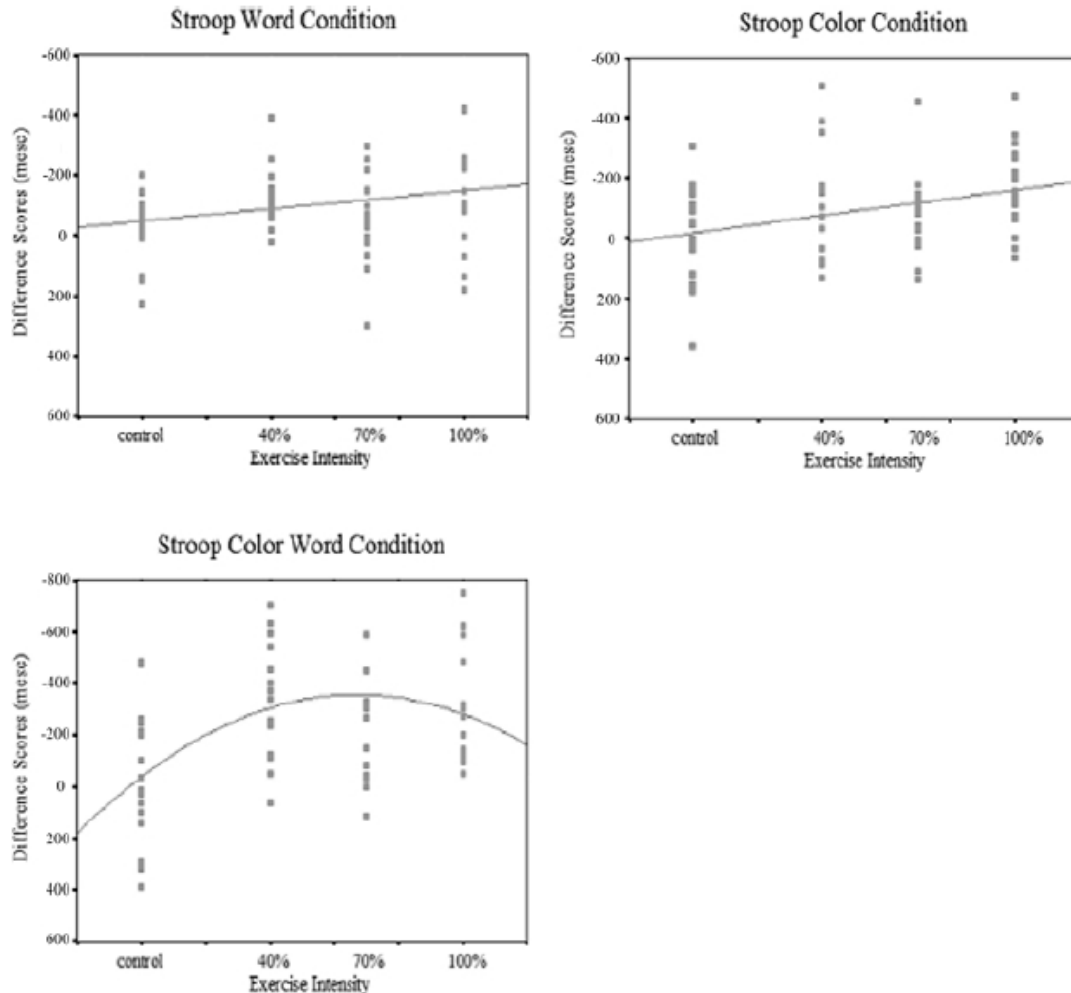 Stroop Word Condition
-600
-400
-200
0
200
400
600
Difference Scores (msec)
control
40%
70%
100%
Exercise Intensity
Stroop Color Condition
-600
-400
-200
0
200
400
600
Difference Scores (msec)
control
40%
70%
100%
Exercise Intensity
Stroop Color Word Condition
-800
-600
-400
-200
0
200
400
600
Difference Scores (msec)
control
40%
70%
100%
Exercise Intensity